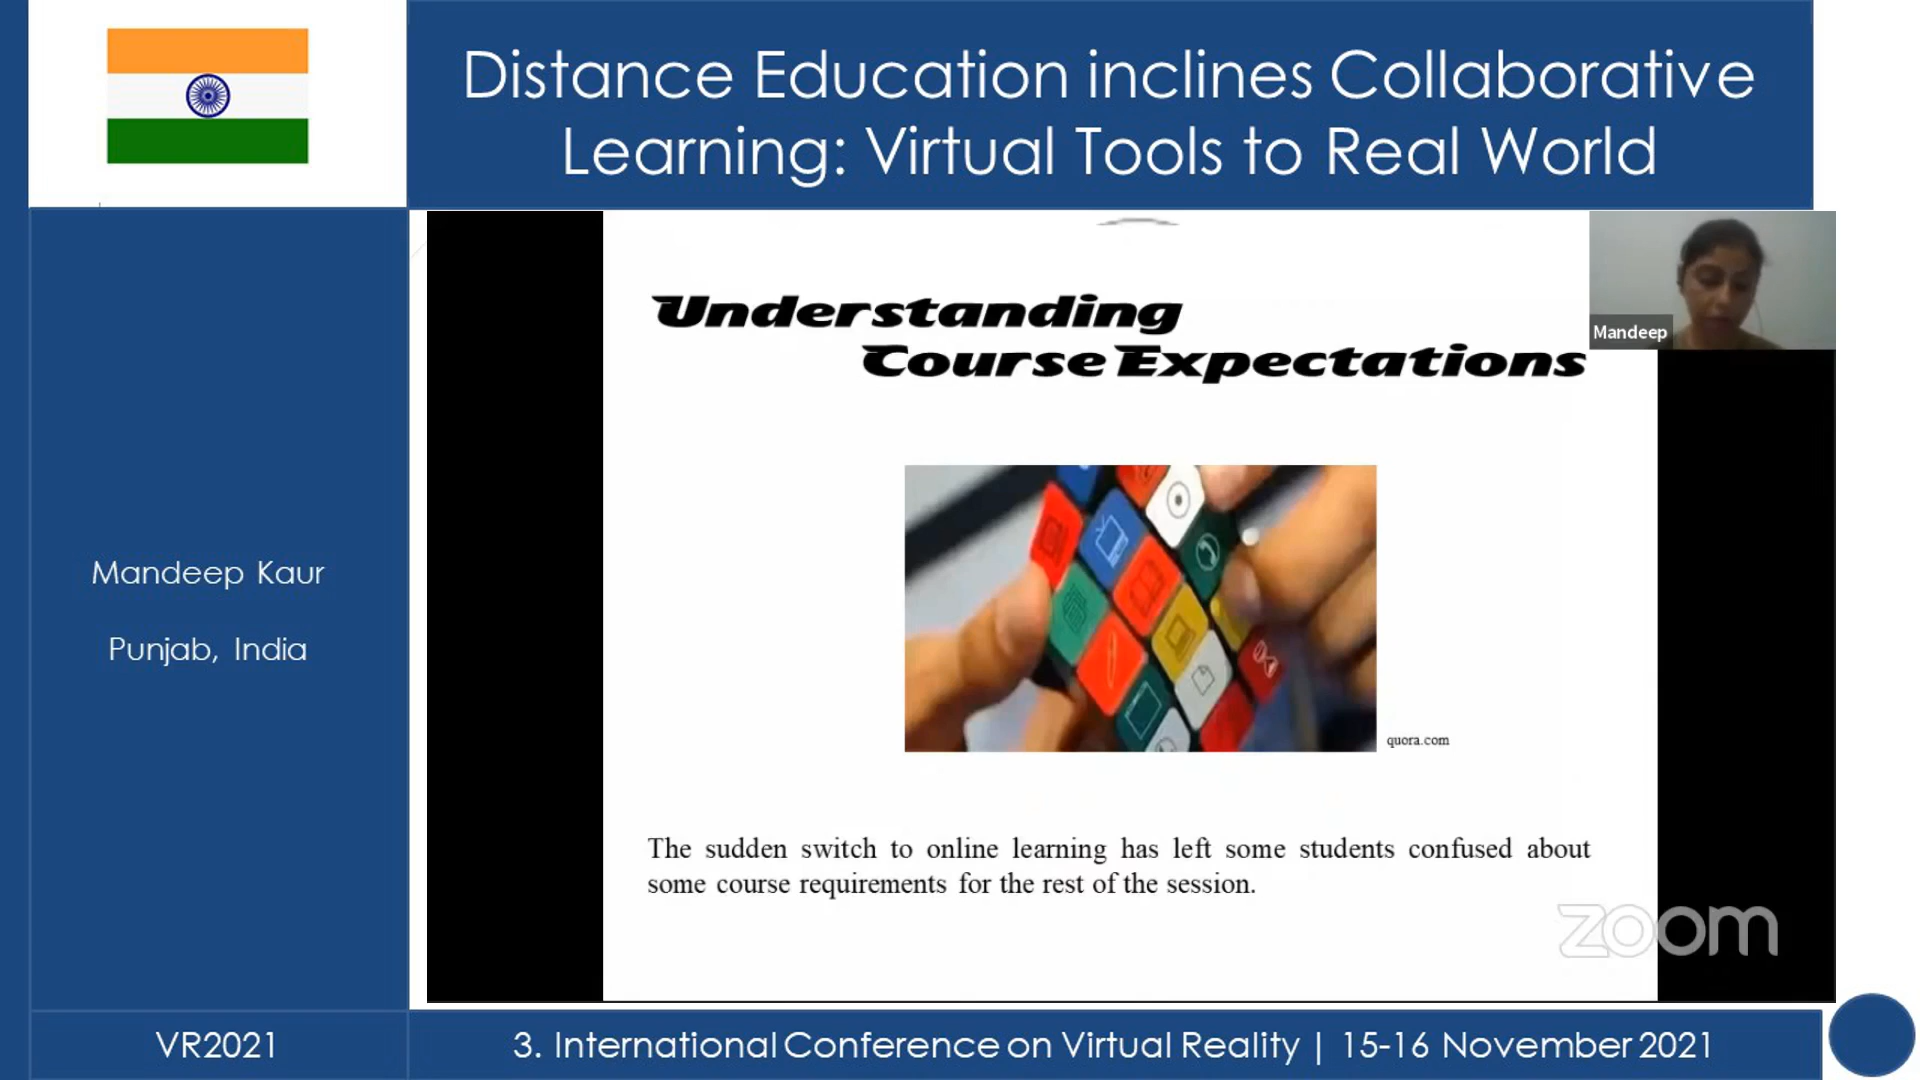 Distance Education inclines Collaborative
Learning: Virtual Tools to Real World
Mandeep Kaur
Punjab, India
Understanding
Course Expectations
Mandeep
quora.com
The sudden switch to online learning has left some students confused about
some course requirements for the rest of the session.
zoom
VR2021
3. International Conference on Virtual Reality | 15-16 November 2021